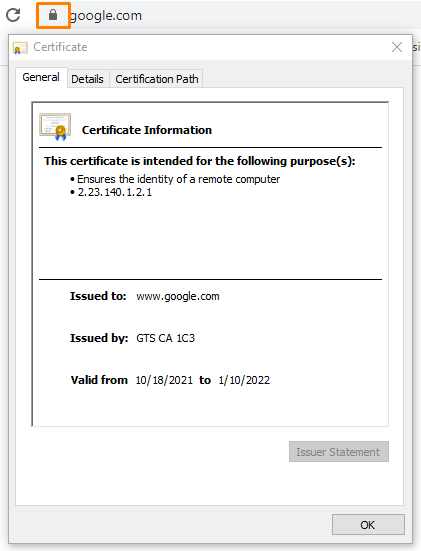 google.com
Certificate
si
General
Details
Certification Path
Certificate Information
This certificate is intended for the following purpose(s):
• Ensures the identity of a remote computer
• 2.23.140.1.2.1
Issued to: www.google.com
Issued by: GTS CA 1C3
Valid from 10/18/2021 to 1/10/2022
Issuer Statement
OK